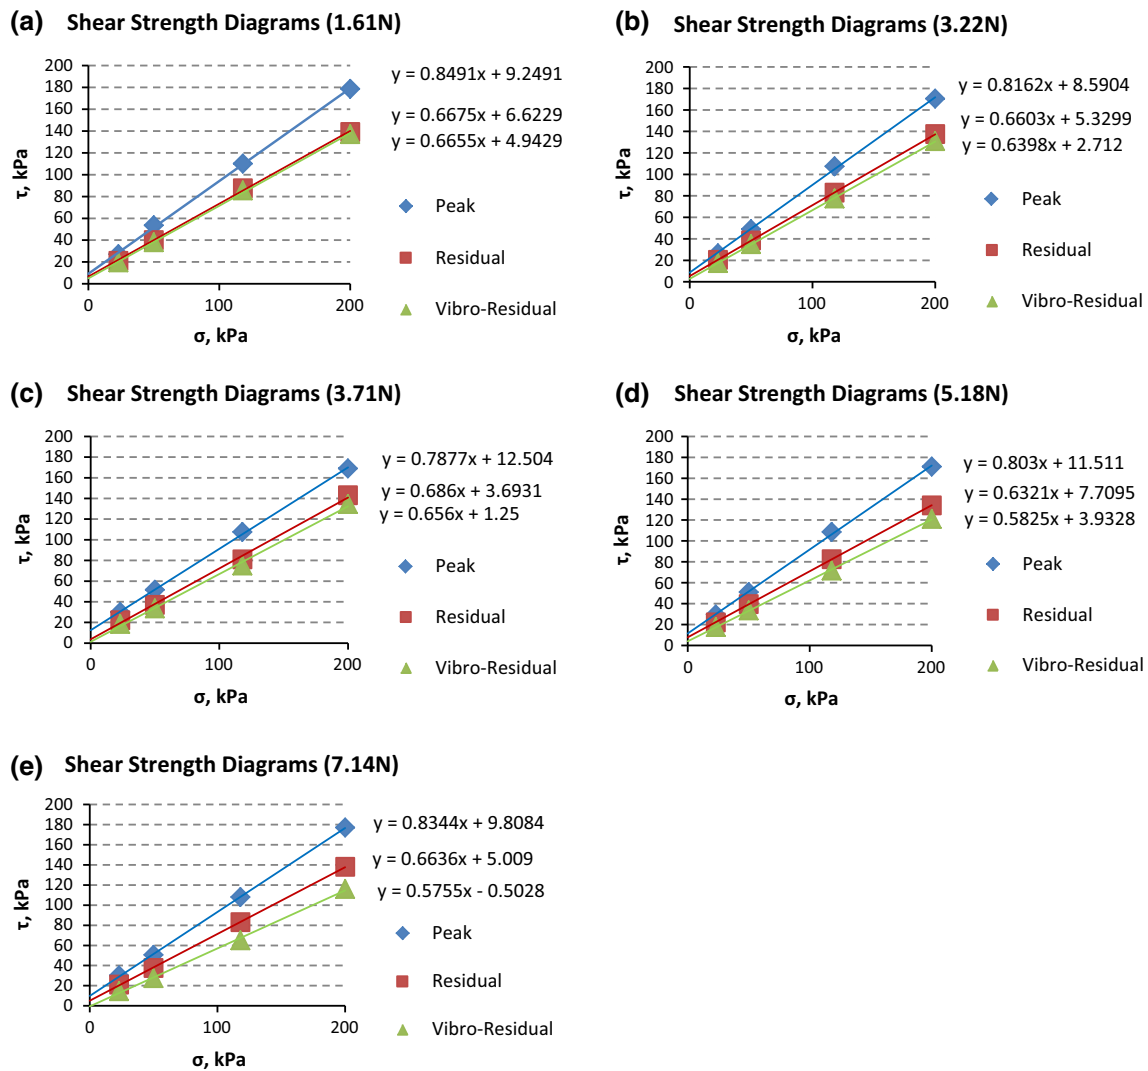 (a) Shear Strength Diagrams (1.61N)
200
180
160
140
120
100
80
60
40
20
0
τ, kPa
0 100 200
σ, kPa
y = 0.8491x + 9.2491
y = 0.6675x + 6.6229
y = 0.6655x + 4.9429
Peak
Residual
Vibro-Residual
(b) Shear Strength Diagrams (3.22N)
200
180
160
140
120
100
80
60
40
20
0
τ, kPa
0 100 200
σ, kPa
y = 0.8162x + 8.5904
y = 0.6603x + 5.3299
y = 0.6398x + 2.712
Peak
Residual
Vibro-Residual
(c) Shear Strength Diagrams (3.71N)
200
180
160
140
120
100
80
60
40
20
0
τ, kPa
0 100 200
σ, kPa
y = 0.7877x + 12.504
y = 0.686x + 3.6931
y = 0.656x + 1.25
Peak
Residual
Vibro-Residual
(d) Shear Strength Diagrams (5.18N)
200
180
160
140
120
100
80
60
40
20
0
τ, kPa
0 100 200
σ, kPa
y = 0.803x + 11.511
y = 0.6321x + 7.7095
y = 0.5825x + 3.9328
Peak
Residual
Vibro-Residual
(e) Shear Strength Diagrams (7.14N)
200
180
160
140
120
100
80
60
40
20
0
τ, kPa
0 100 200
σ, kPa
y = 0.8344x + 9.8084
y = 0.6636x + 5.009
y = 0.5755x - 0.5028
Peak
Residual
Vibro-Residual